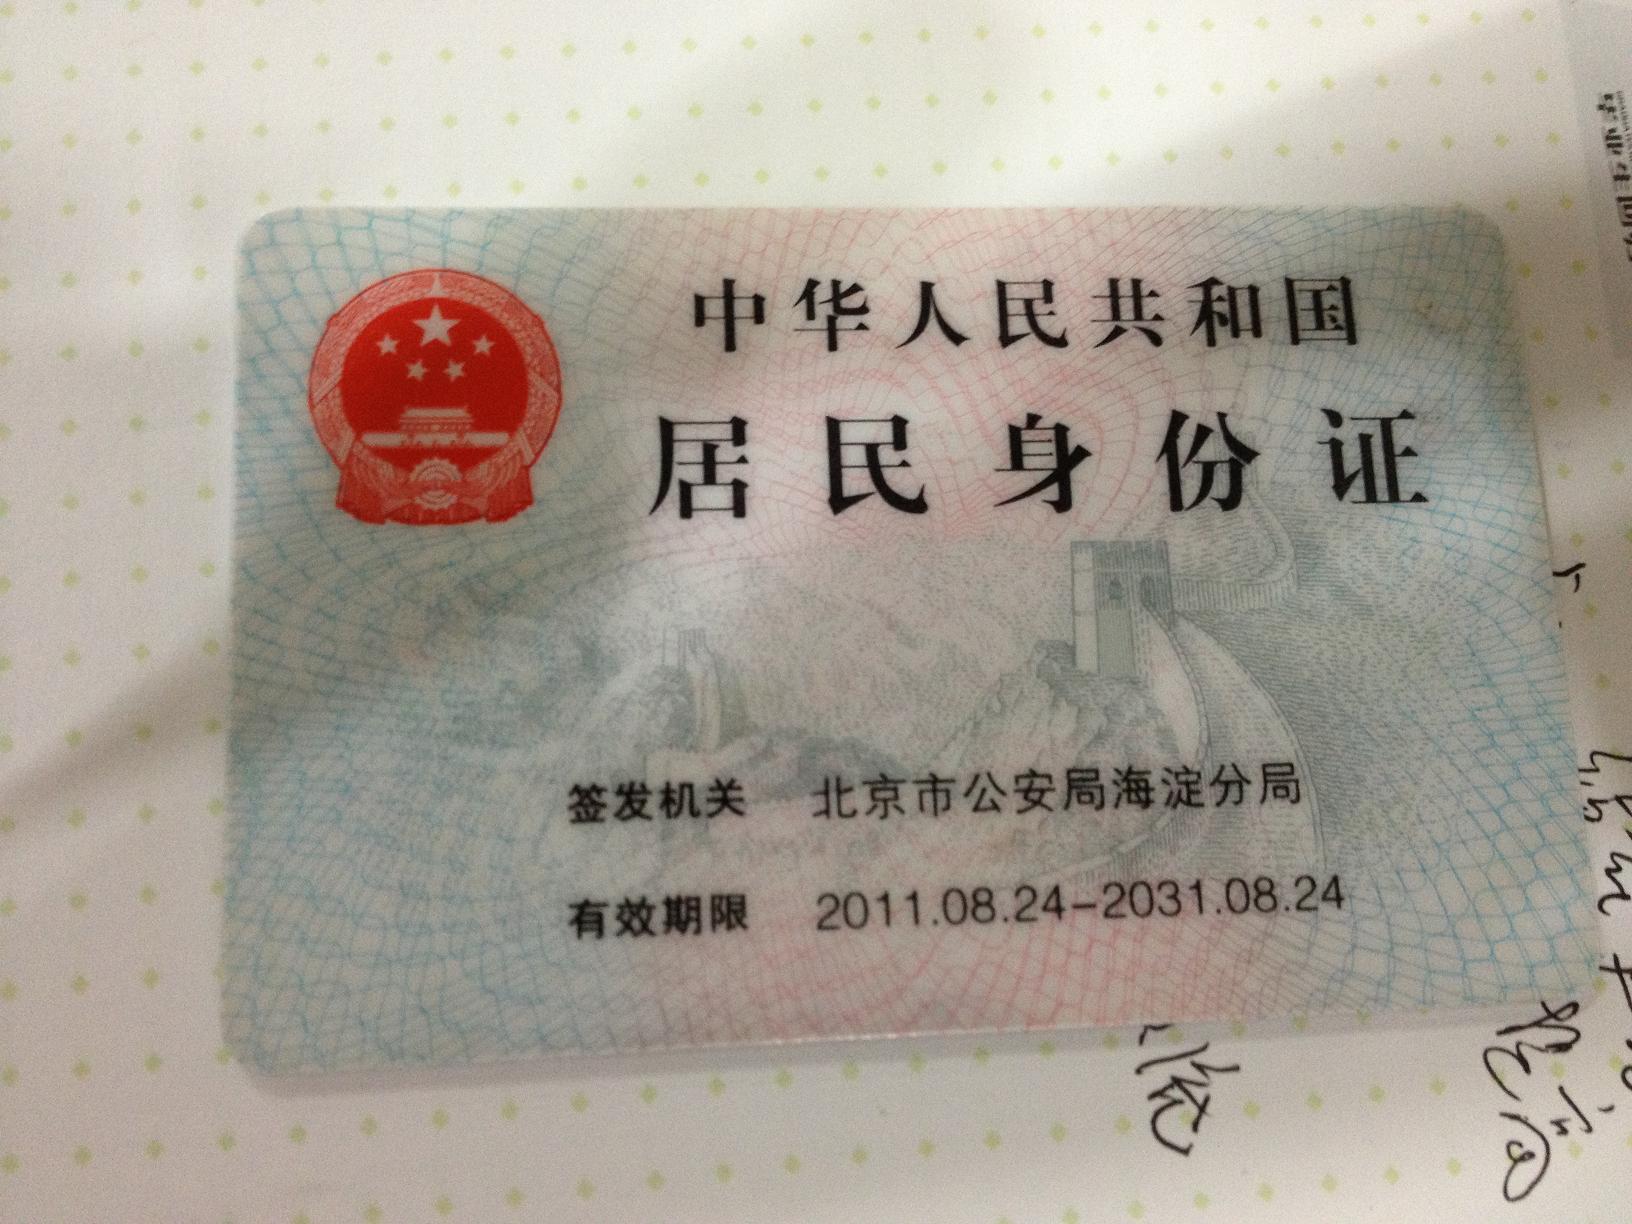 中华人民共和国
居民身份证
签发机关 北京市公安局海淀分局
有效期限 2011.08.24-2031.08.24